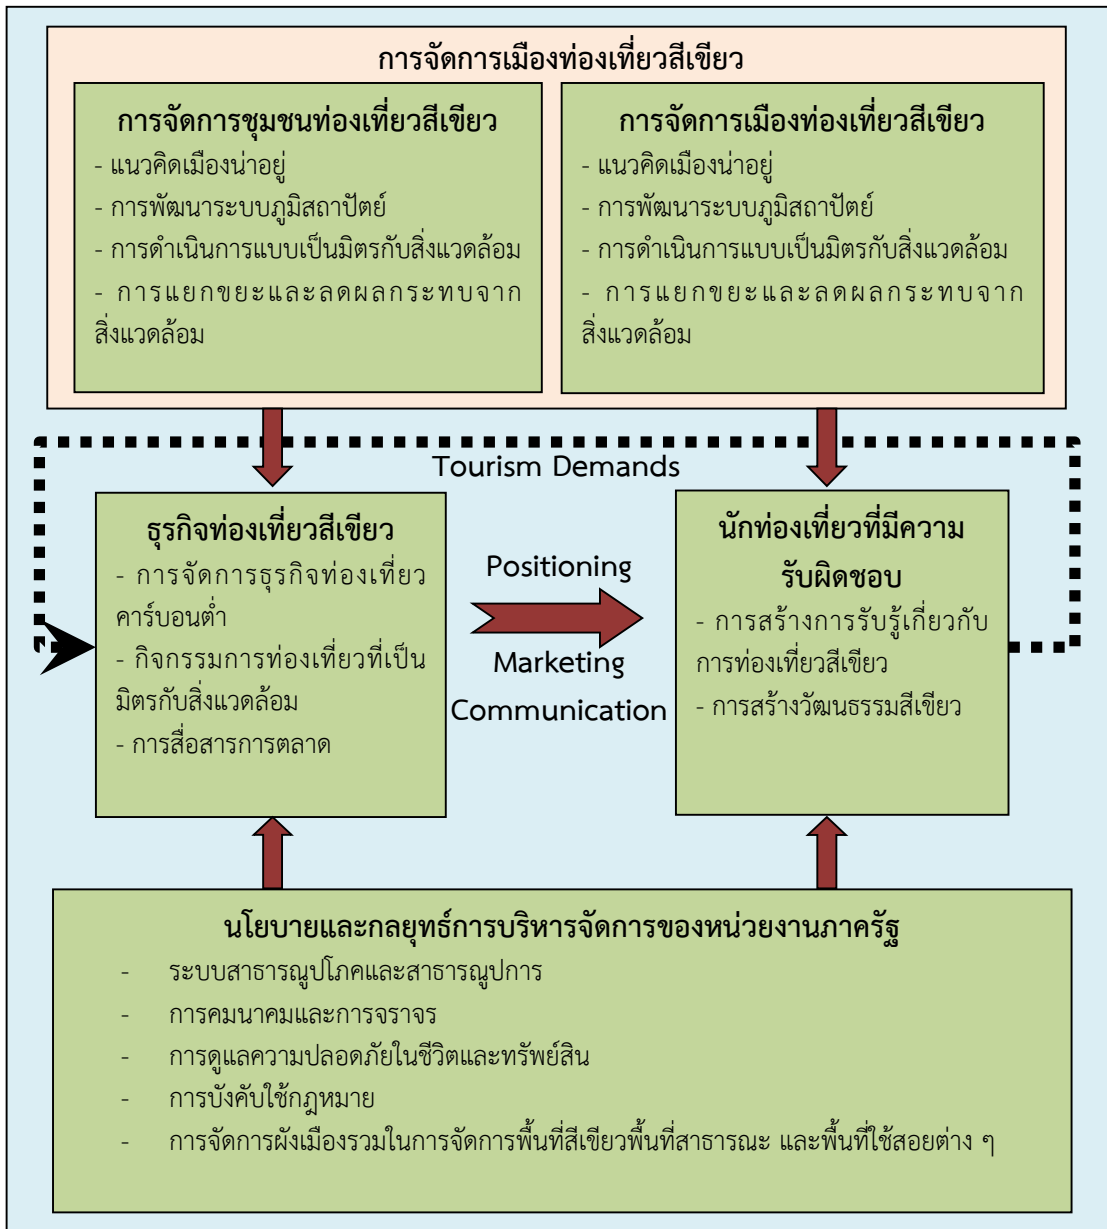 การจัดการเมืองท่องเที่ยวสีเขียว
การจัดการชุมชนท่องเที่ยวสีเขียว
- แนวคิดเมืองน่าอยู่
- การพัฒนาระบบภูมิสถาปัตย์
- การดำเนินการแบบเป็นมิตรกับสิ่งแวดล้อม
- การแยกขยะและลดผลกระทบจาก
สิ่งแวดล้อม
การจัดการเมืองท่องเที่ยวสีเขียว
- แนวคิดเมืองน่าอยู่
- การพัฒนาระบบภูมิสถาปัตย์
- การดำเนินการแบบเป็นมิตรกับสิ่งแวดล้อม
- การแยกขยะและลดผลกระทบจาก
สิ่งแวดล้อม
Tourism Demands
ธุรกิจท่องเที่ยวสีเขียว
- การจัดการธุรกิจท่องเที่ยว
คาร์บอนต่ำ
- กิจกรรมการท่องเที่ยวที่เป็น
มิตรกับสิ่งแวดล้อม
- การสื่อสารการตลาด
Positioning
Marketing
Communication
นักท่องเที่ยวที่มีความ
รับผิดชอบ
- การสร้างการรับรู้เกี่ยวกับ
การท่องเที่ยวสีเขียว
- การสร้างวัฒนธรรมสีเขียว
นโยบายและกลยุทธ์การบริหารจัดการของหน่วยงานภาครัฐ
- ระบบสาธารณูปโภคและสาธารณูปการ
- การคมนาคมและการจราจร
- การดูแลความปลอดภัยในชีวิตและทรัพย์สิน
- การบังคับใช้กฎหมาย
- การจัดการผังเมืองรวมในการจัดการพื้นที่สีเขียวพื้นที่สาธารณะ และพื้นที่ใช้สอยต่าง ๆ